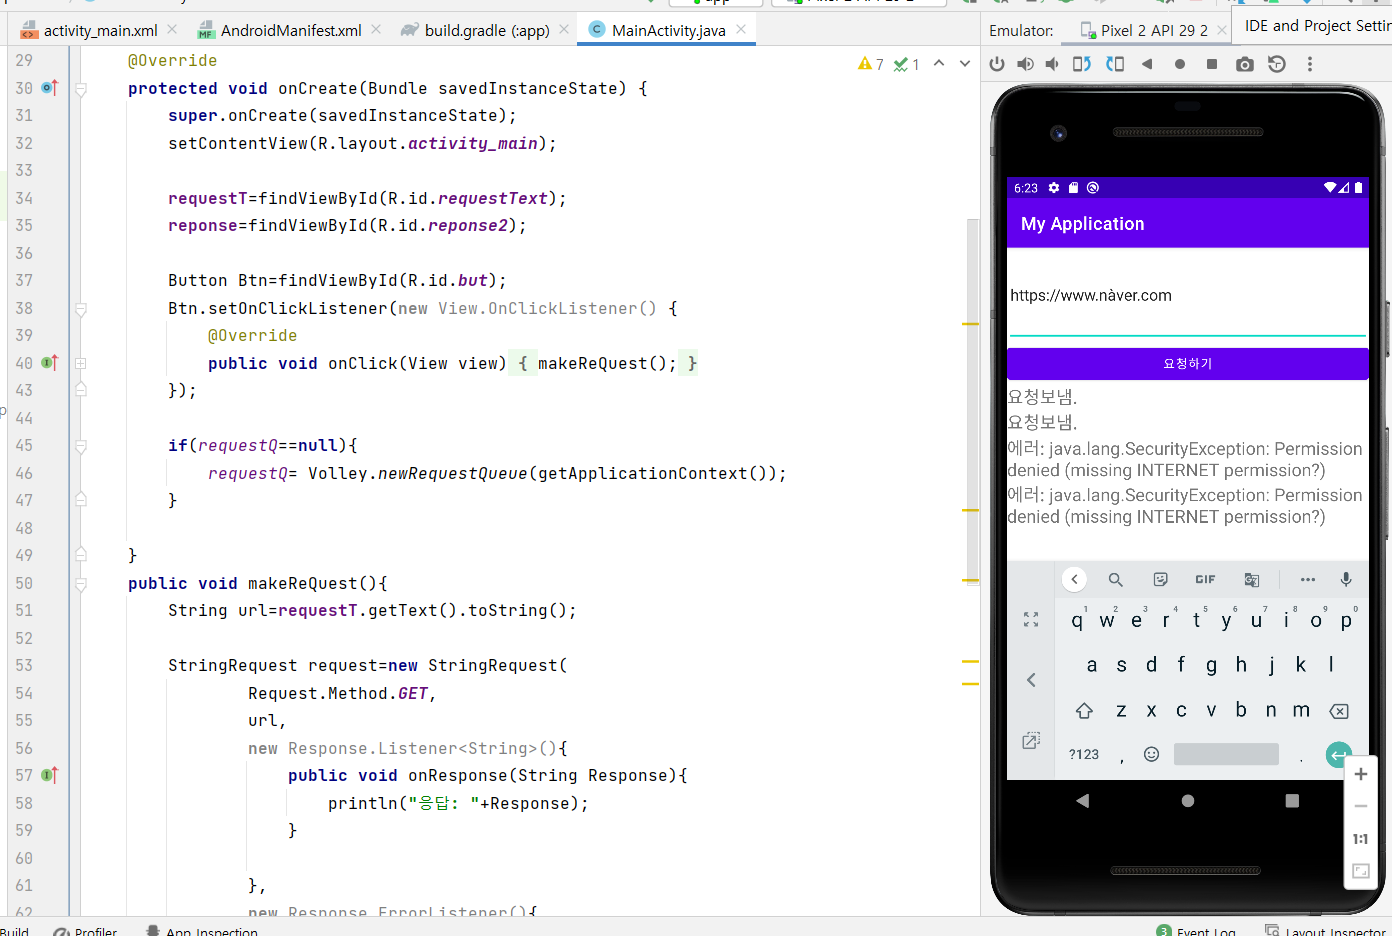 activity_main.xml
AndroidManifest.xml
build.gradle (:app)
MainActivity.java
Emulator:
Pixel 2 API 29 2
IDE and Project Settin
7
1
29 @Override
30 protected void onCreate(Bundle savedInstanceState) {
31 super.onCreate(savedInstanceState);
32 setContentView(R.layout.activity_main);
33
34 requestT=findViewById(R.id.requestText);
35 reponse=findViewById(R.id.reponse2);
36
37 Button Btn=findViewById(R.id.but);
38 Btn.setOnClickListener(new View.OnClickListener() {
39 @Override
40 public void onClick(View view) { makeReQuest(); }
43 });
44
45 if(requestQ==null){
46 requestQ= Volley.newRequestQueue(getApplicationContext());
47 }
48
49 }
50 public void makeReQuest(){
51 String url=requestT.getText().toString();
52
53 StringRequest request=new StringRequest(
54 Request.Method.GET,
55 url,
56 new Response.Listener<String>(){
57 public void onResponse(String Response){
58 println("응답: "+Response);
59 }
60
61 },
62 new Response.ErrorListener(){
6:23
My Application
https://www.nàver.com
요청하기
요청보냄.
요청보냄.
에러: java.lang.SecurityException: Permission
denied (missing INTERNET permission?)
에러: java.lang.SecurityException: Permission
denied (missing INTERNET permission?)
GIF
q 1 w 2 e 3 r 4 t 5 y 6 u 7 i 8 o 9 p 0
a s d f g h j k l
z x c v b n m
?123 , .
1:1
Build
Profiler
App Inspection
3 Event Log
Layout Inspector